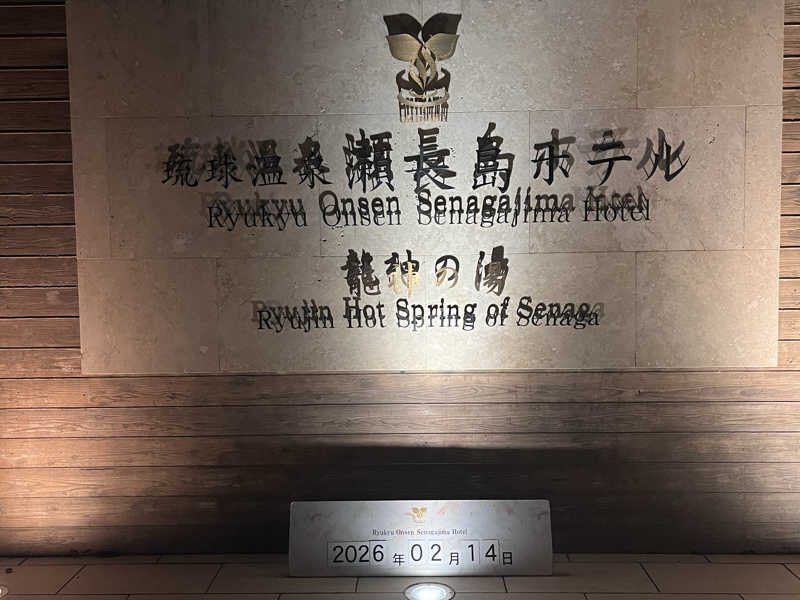 琉球温泉瀬長島ホテル
Ryukyu Onsen Senagajima Hotel
龍神の湯
Ryujin Hot Spring of Senaga
Ryukyu Onsen Senagajima Hotel
2026年02月14日